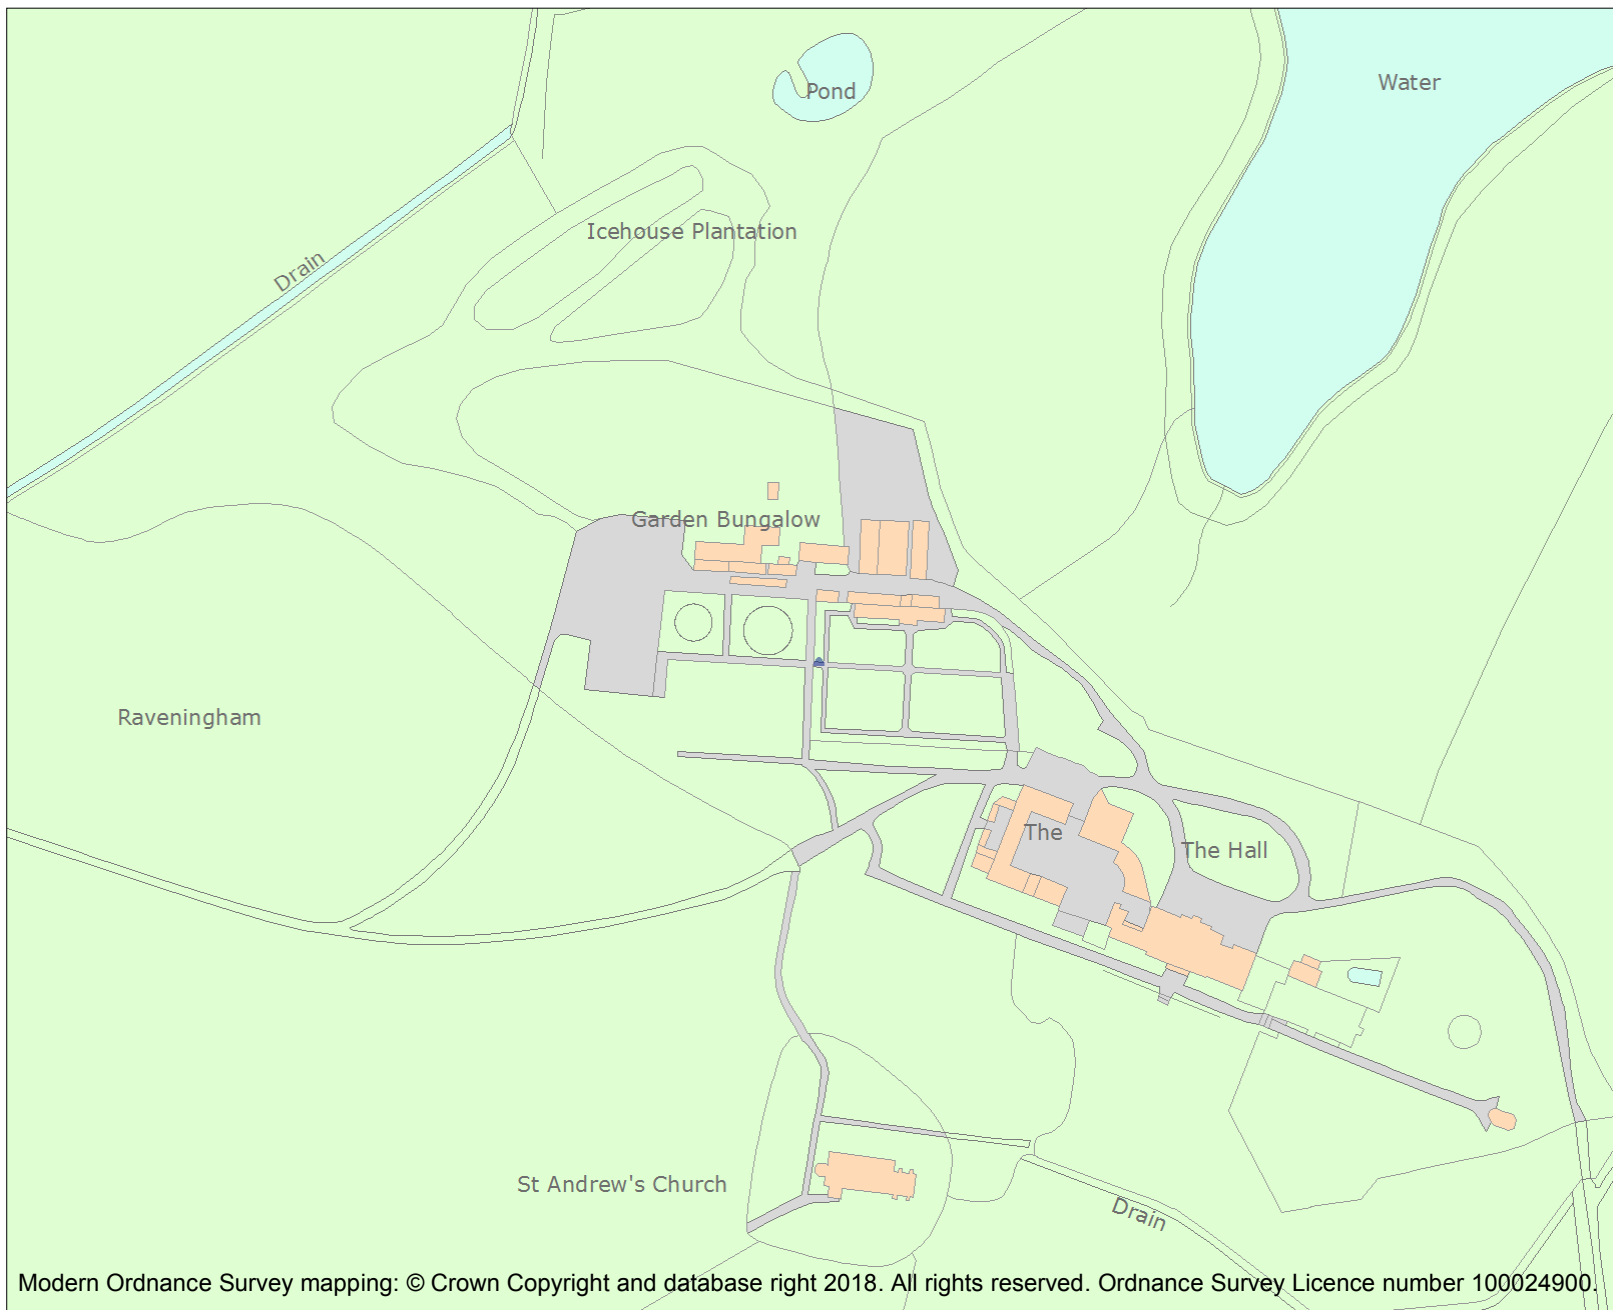 Water
Pond
Icehouse Plantation
Drain
Garden Bungalow
Raveningham
The
The Hall
St Andrew's Church
Drain
Modern Ordnance Survey mapping: © Crown Copyright and database right 2018. All rights reserved. Ordnance Survey Licence number 100024900.